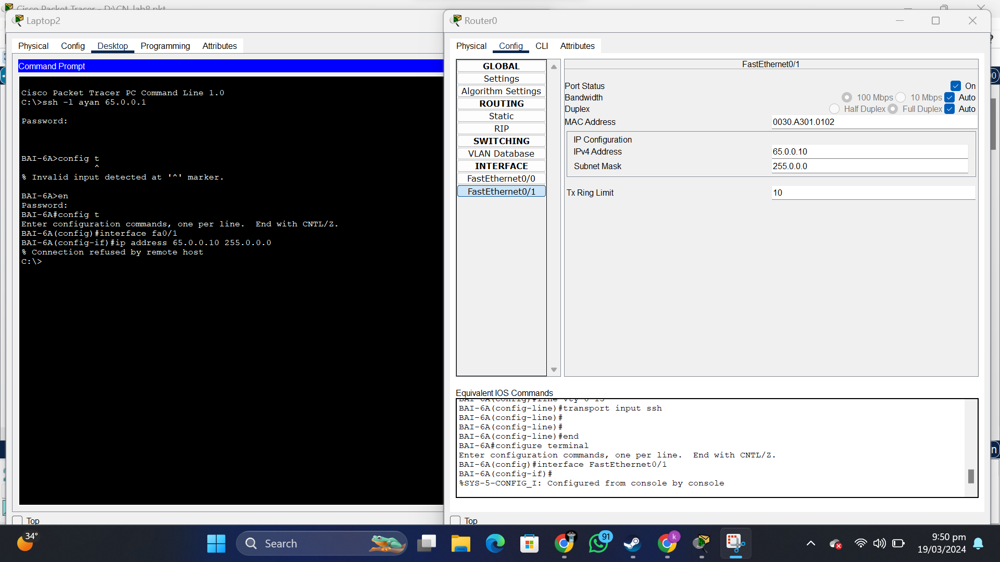 Cisco Packet Tracer - D:\CN_lab8.pkt
Laptop2
Physical Config Desktop Programming Attributes
Command Prompt
Cisco Packet Tracer PC Command Line 1.0
C:\>ssh -l ayan 65.0.0.1
Password:
BAI-6A>config t
^
% Invalid input detected at '^' marker.
BAI-6A>en
Password:
BAI-6A#config t
Enter configuration commands, one per line.  End with CNTL/Z.
BAI-6A(config)#interface fa0/1
BAI-6A(config-if)#ip address 65.0.0.10 255.0.0.0
% Connection refused by remote host
C:\>
Top
Router0
Physical Config CLI Attributes
GLOBAL
Settings
Algorithm Settings
ROUTING
Static
RIP
SWITCHING
VLAN Database
INTERFACE
FastEthernet0/0
FastEthernet0/1
FastEthernet0/1
Port Status On
Bandwidth 100 Mbps 10 Mbps Auto
Duplex Half Duplex Full Duplex Auto
MAC Address 0030.A301.0102
IP Configuration
IPv4 Address 65.0.0.10
Subnet Mask 255.0.0.0
Tx Ring Limit 10
Equivalent IOS Commands
BAI-6A(config)#line vty 0 15
BAI-6A(config-line)#transport input ssh
BAI-6A(config-line)#
BAI-6A(config-line)#
BAI-6A(config-line)#end
BAI-6A#configure terminal
Enter configuration commands, one per line.  End with CNTL/Z.
BAI-6A(config)#interface FastEthernet0/1
BAI-6A(config-if)#
%SYS-5-CONFIG_I: Configured from console by console
Top
34°
Search
91
k
9:50 pm
19/03/2024